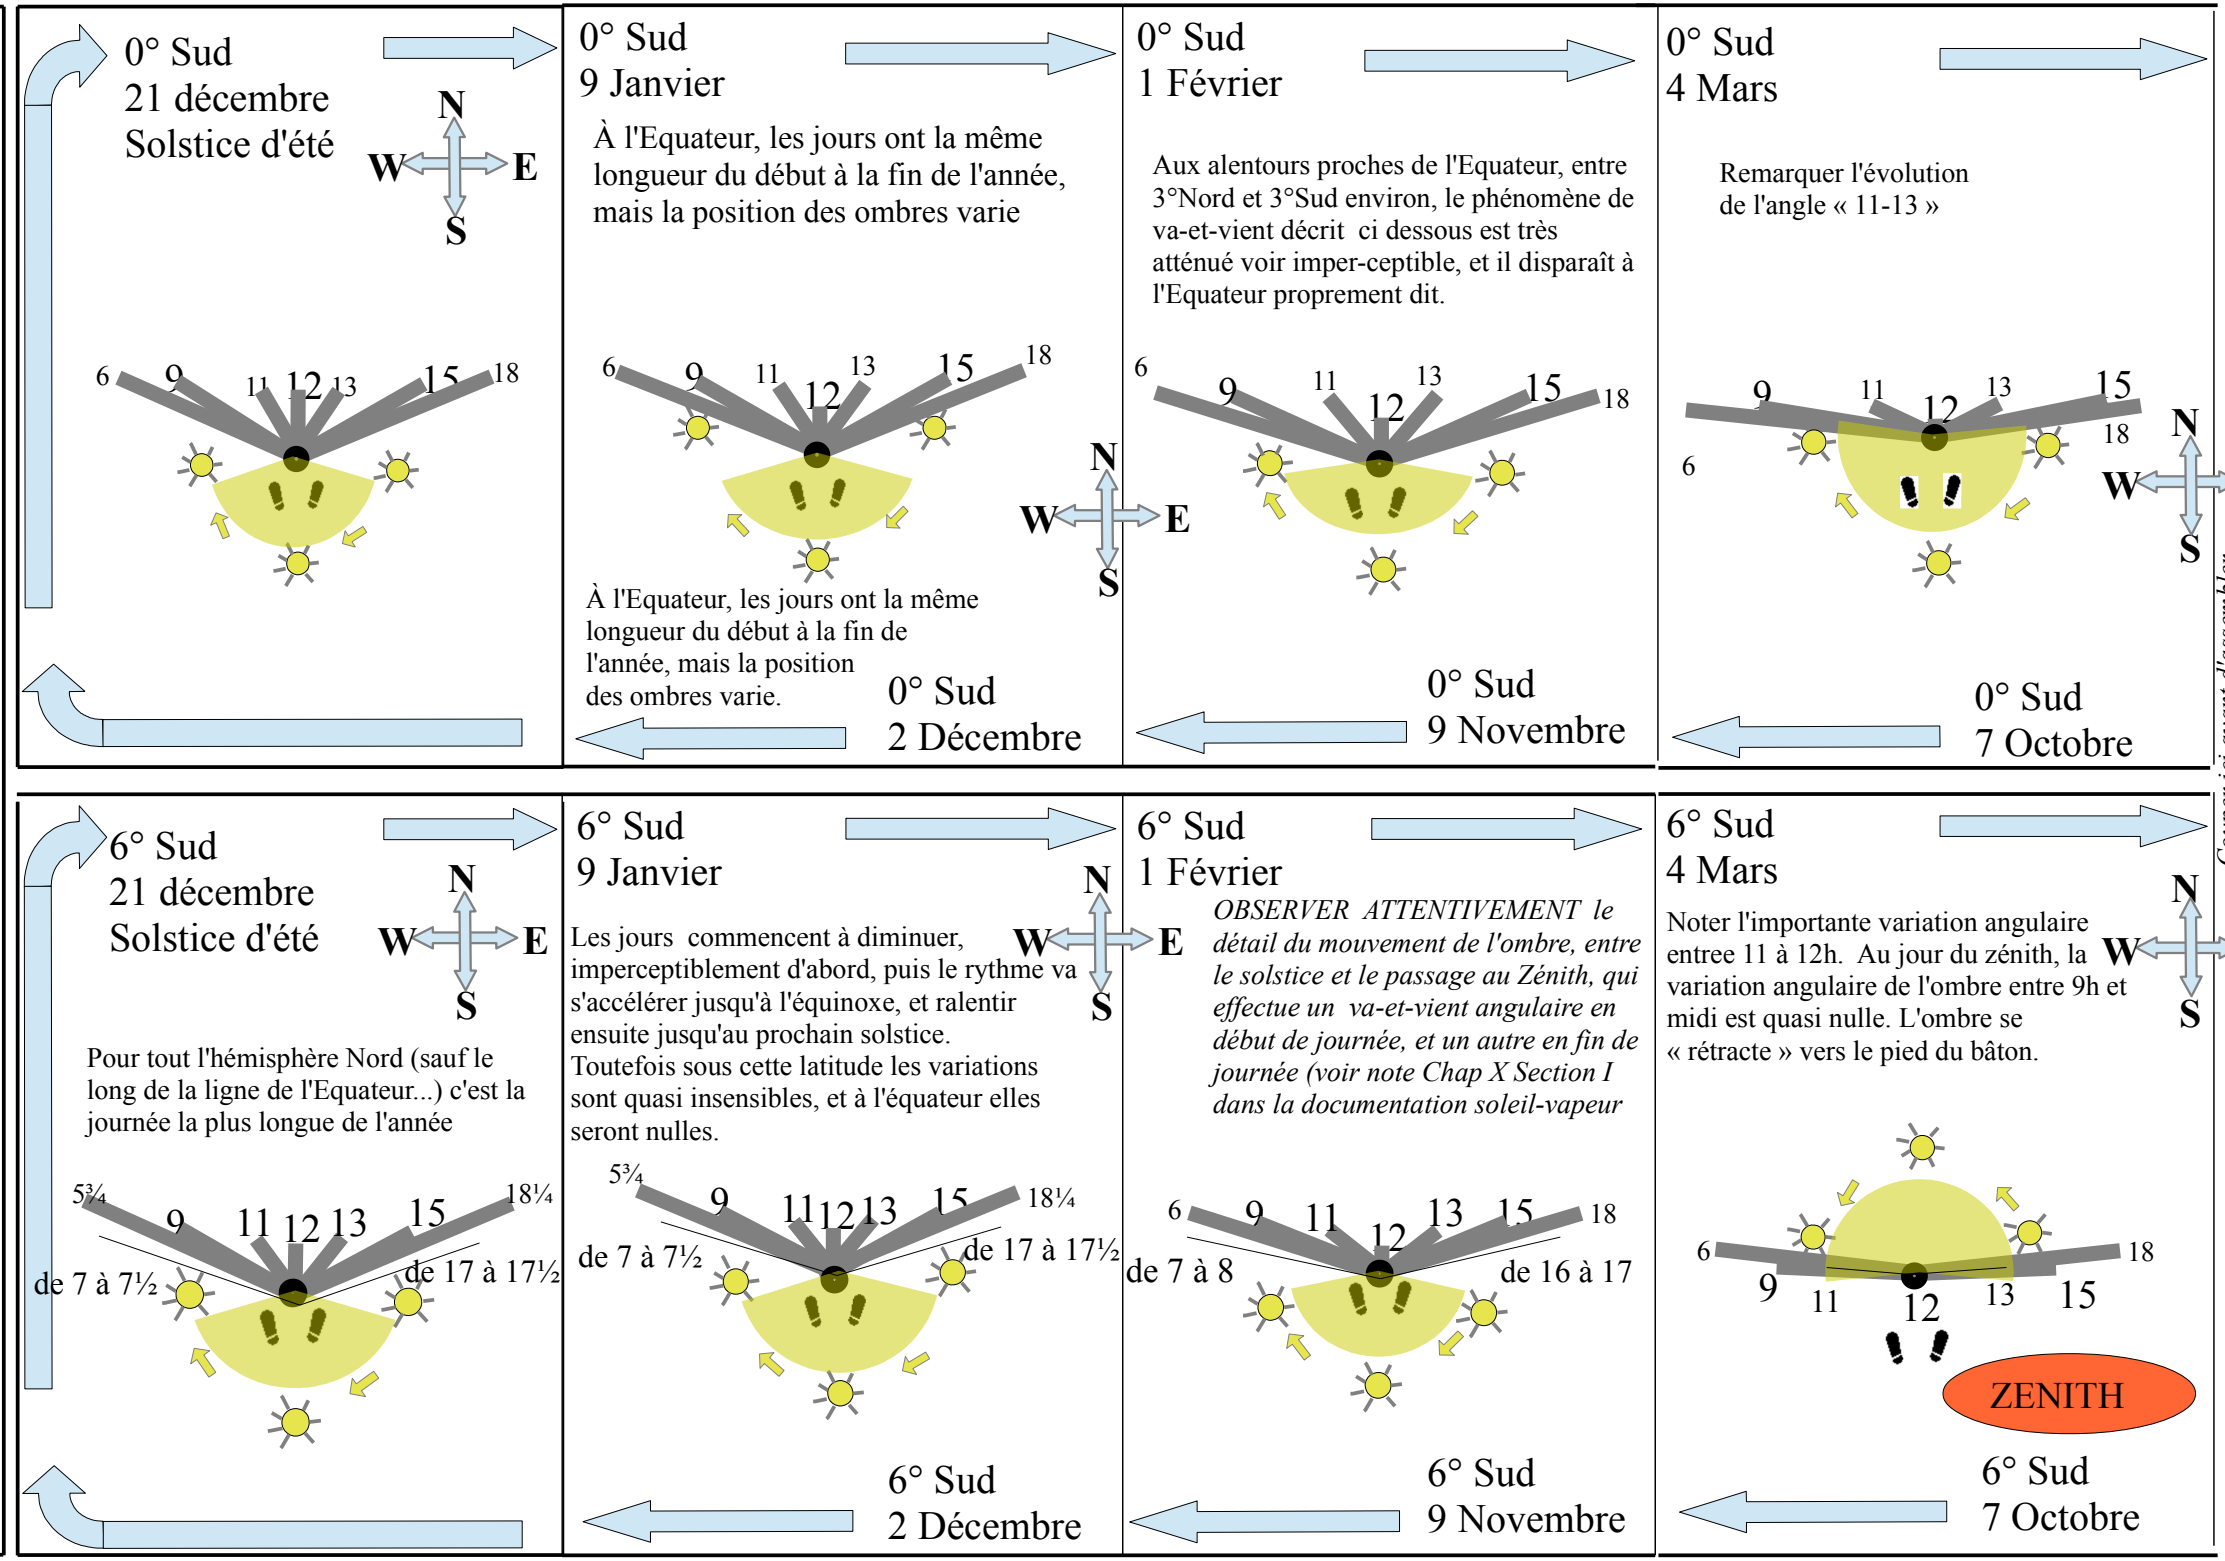 0° Sud
21 décembre
Solstice d'été
N
W E
S
6 9 11 12 13 15 18
0° Sud
9 Janvier
À l'Equateur, les jours ont la même
longueur du début à la fin de l'année,
mais la position des ombres varie
6 9 11 12 13 15 18
N
W E
S
À l'Equateur, les jours ont la même
longueur du début à la fin de
l'année, mais la position
des ombres varie.
0° Sud
2 Décembre
0° Sud
1 Février
Aux alentours proches de l'Equateur, entre
3°Nord et 3°Sud environ, le phénomène de
va-et-vient décrit ci dessous est très
atténué voir imper-ceptible, et il disparaît à
l'Equateur proprement dit.
6 9 11 12 13 15 18
0° Sud
9 Novembre
0° Sud
4 Mars
Remarquer l'évolution
de l'angle « 11-13 »
6 9 11 12 13 15 18
N
W
S
0° Sud
7 Octobre
6° Sud
21 décembre
Solstice d'été
N
W E
S
Pour tout l'hémisphère Nord (sauf le
long de la ligne de l'Equateur...) c'est la
journée la plus longue de l'année
5¾ 9 11 12 13 15 18¼
de 7 à 7½ de 17 à 17½
6° Sud
9 Janvier
N
W E
S
Les jours commencent à diminuer,
imperceptiblement d'abord, puis le rythme va
s'accélérer jusqu'à l'équinoxe, et ralentir
ensuite jusqu'au prochain solstice.
Toutefois sous cette latitude les variations
sont quasi insensibles, et à l'équateur elles
seront nulles.
5¾ 9 11 12 13 15 18¼
de 7 à 7½ de 17 à 17½
6° Sud
2 Décembre
6° Sud
1 Février
OBSERVER ATTENTIVEMENT le
détail du mouvement de l'ombre, entre
le solstice et le passage au Zénith, qui
effectue un va-et-vient angulaire en
début de journée, et un autre en fin de
journée (voir note Chap X Section I
dans la documentation soleil-vapeur
6 9 11 12 13 15 18
de 7 à 8 de 16 à 17
6° Sud
9 Novembre
6° Sud
4 Mars
N
W
S
Noter l'importante variation angulaire
entree 11 à 12h. Au jour du zénith, la
variation angulaire de l'ombre entre 9h et
midi est quasi nulle. L'ombre se
« rétracte » vers le pied du bâton.
6 18
9 11 12 13 15
ZENITH
6° Sud
7 Octobre